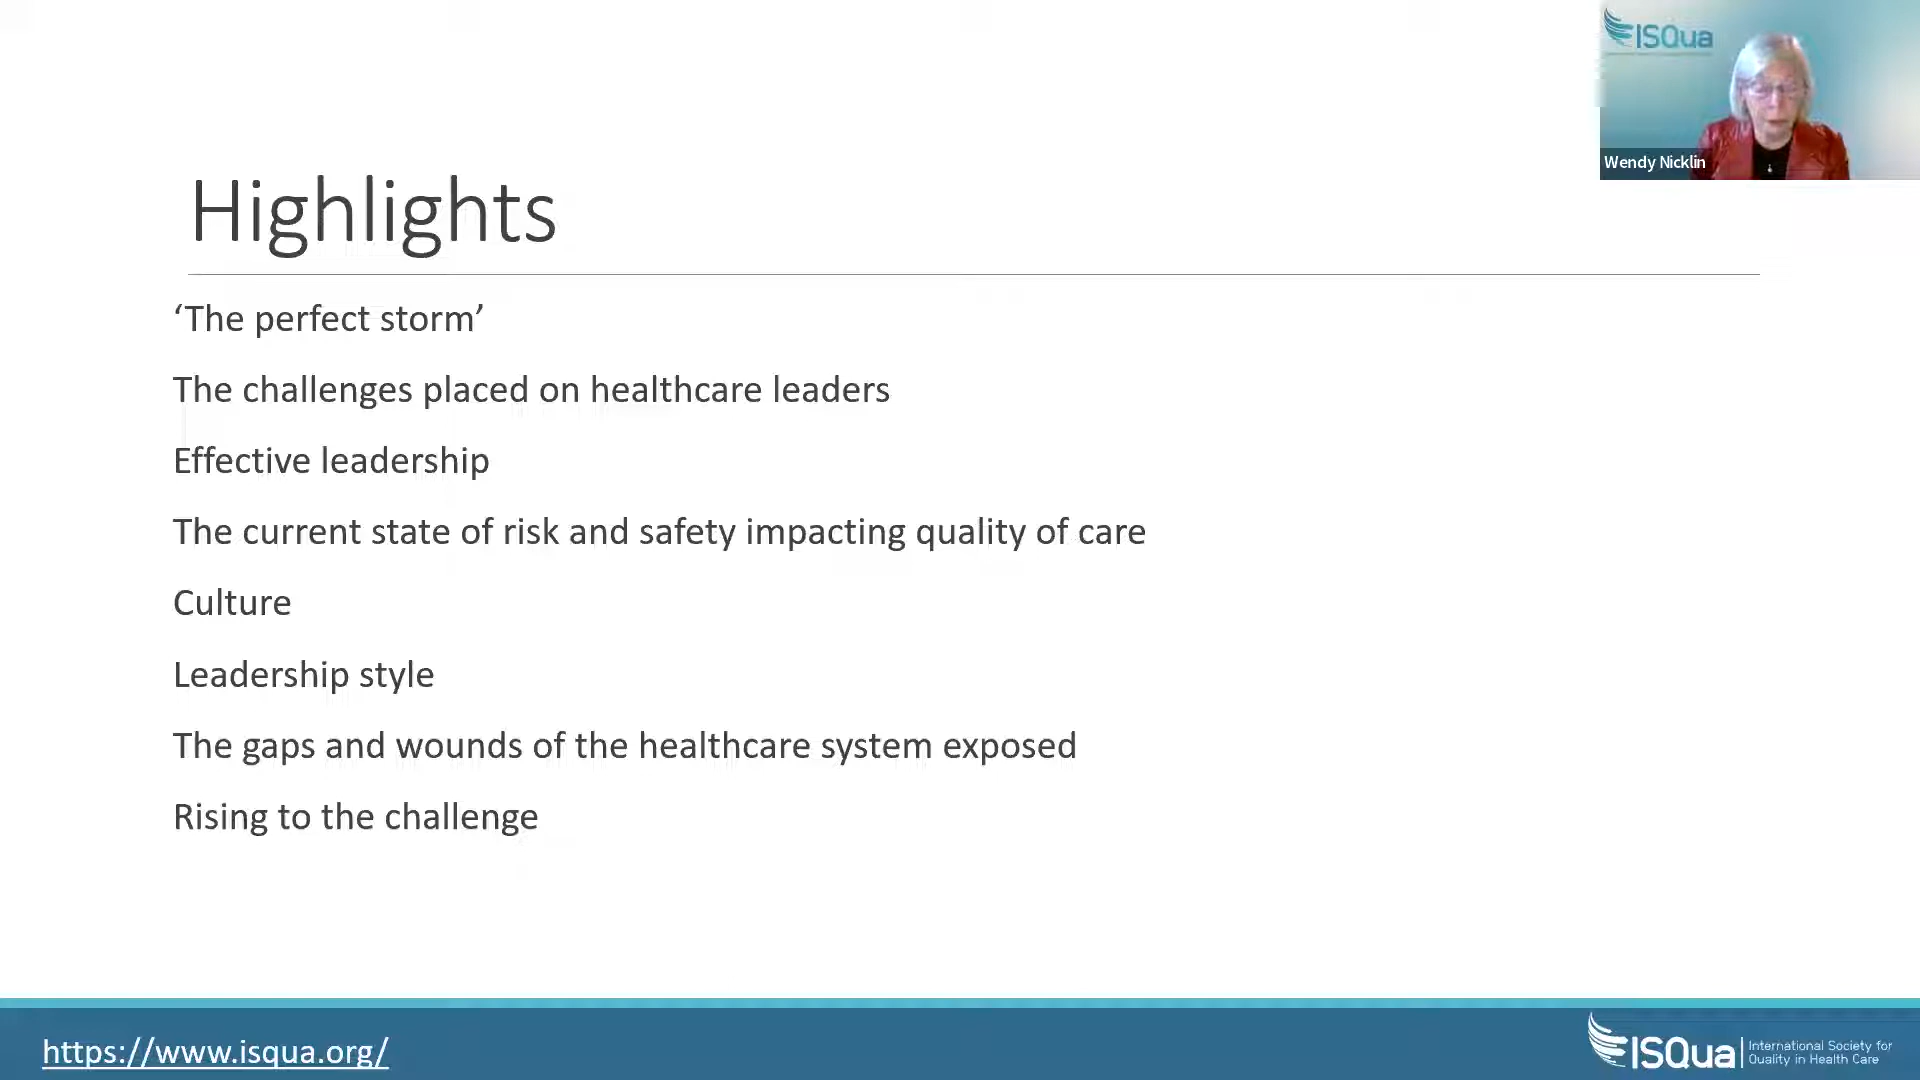 ISQua
Wendy Nicklin
Highlights
‘The perfect storm’
The challenges placed on healthcare leaders
Effective leadership
The current state of risk and safety impacting quality of care
Culture
Leadership style
The gaps and wounds of the healthcare system exposed
Rising to the challenge
https://www.isqua.org/
ISQua
International Society for
Quality in Health Care